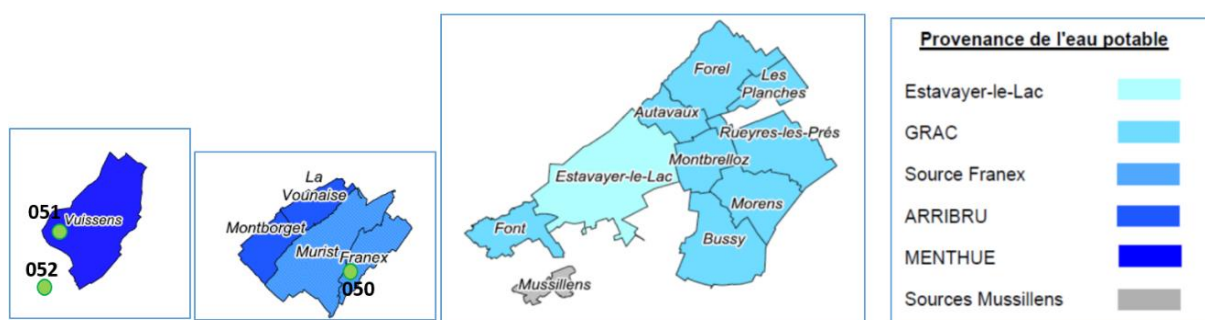 051
Vuissens
052
La
Vounaise
Montborget
Murist
Franex
050
Forel
Les
Planches
Autavaux
Rueyres-les-Prés
Montbrelloz
Estavayer-le-Lac
Morens
Font
Bussy
Mussillens
Provenance de l'eau potable
Estavayer-le-Lac
GRAC
Source Franex
ARRIBRU
MENTHUE
Sources Mussillens